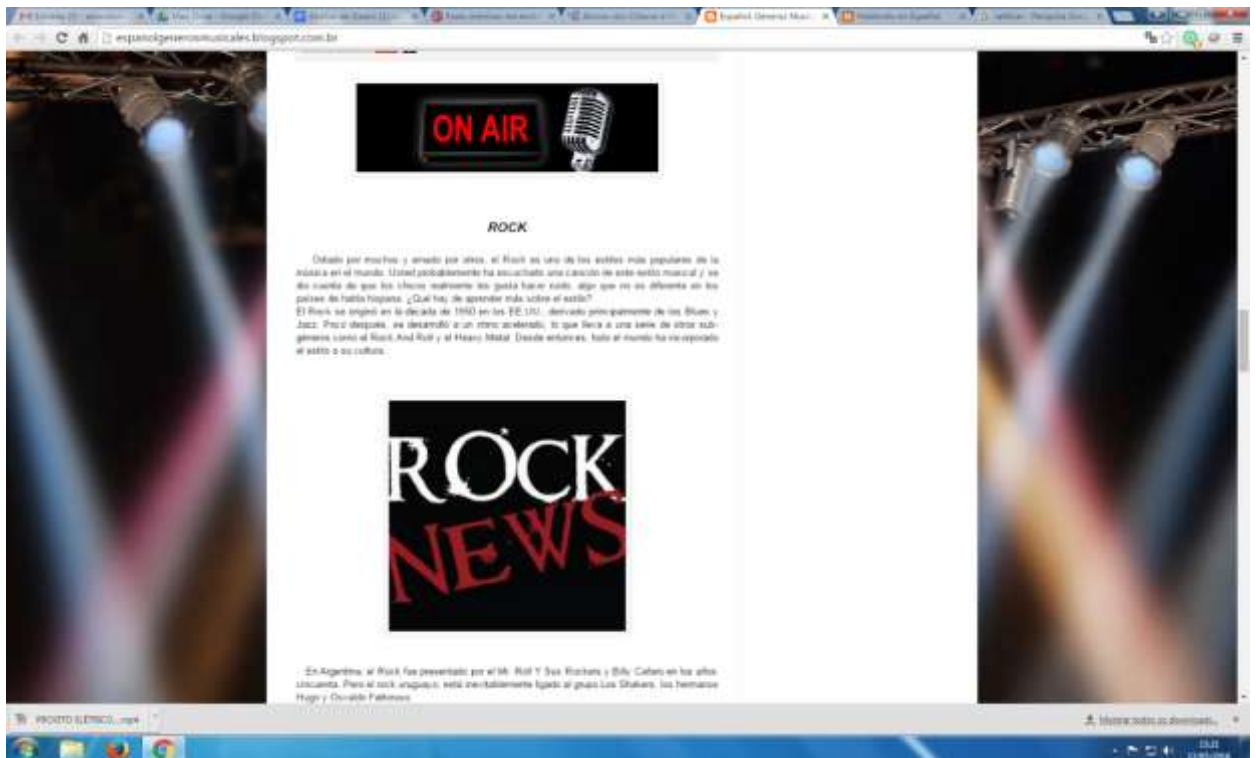 espanolgenerosmusicales.blogspot.com.br
ON AIR
ROCK
Odiado por muchos y amado por otros, el Rock es uno de los estilos más populares de la
música en el mundo. Usted probablemente ha escuchado una canción de este estilo musical y se
dio cuenta de que los chicos realmente les gusta hacer ruido, algo que no es diferente en los
países de habla hispana. ¿Qué hay de aprender más sobre el estilo?
El Rock se originó en la década de 1950 en los EE.UU., derivado principalmente de los Blues y
Jazz. Poco después, se desarrolló a un ritmo acelerado, lo que lleva a una serie de otros sub-
géneros como el Rock And Roll y el Heavy Metal. Desde entonces, todo el mundo ha incorporado
el estilo a su cultura.
ROCK
NEWS
En Argentina, el Rock fue presentado por el Mr. Roll Y Sus Rockers y Billy Cafaro en los años
cincuenta. Pero el rock uruguayo, está inevitablemente ligado al grupo Los Shakers, los hermanos
Hugo y Osvaldo Fattoruso